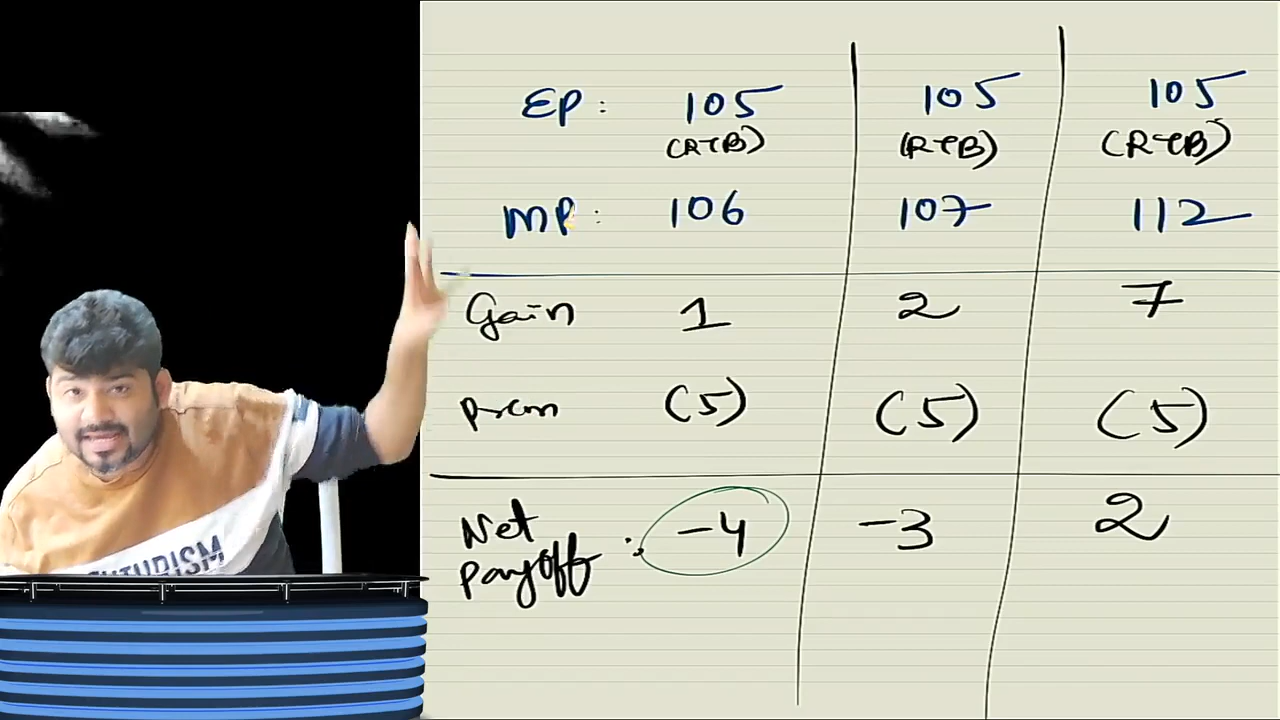 EP : 105 105 105
(RTB) (RTB) (RTB)
MP : 106 107 112
Gain 1 2 7
Prem (5) (5) (5)
Net -4 -3 2
Payoff :
FUTURISM